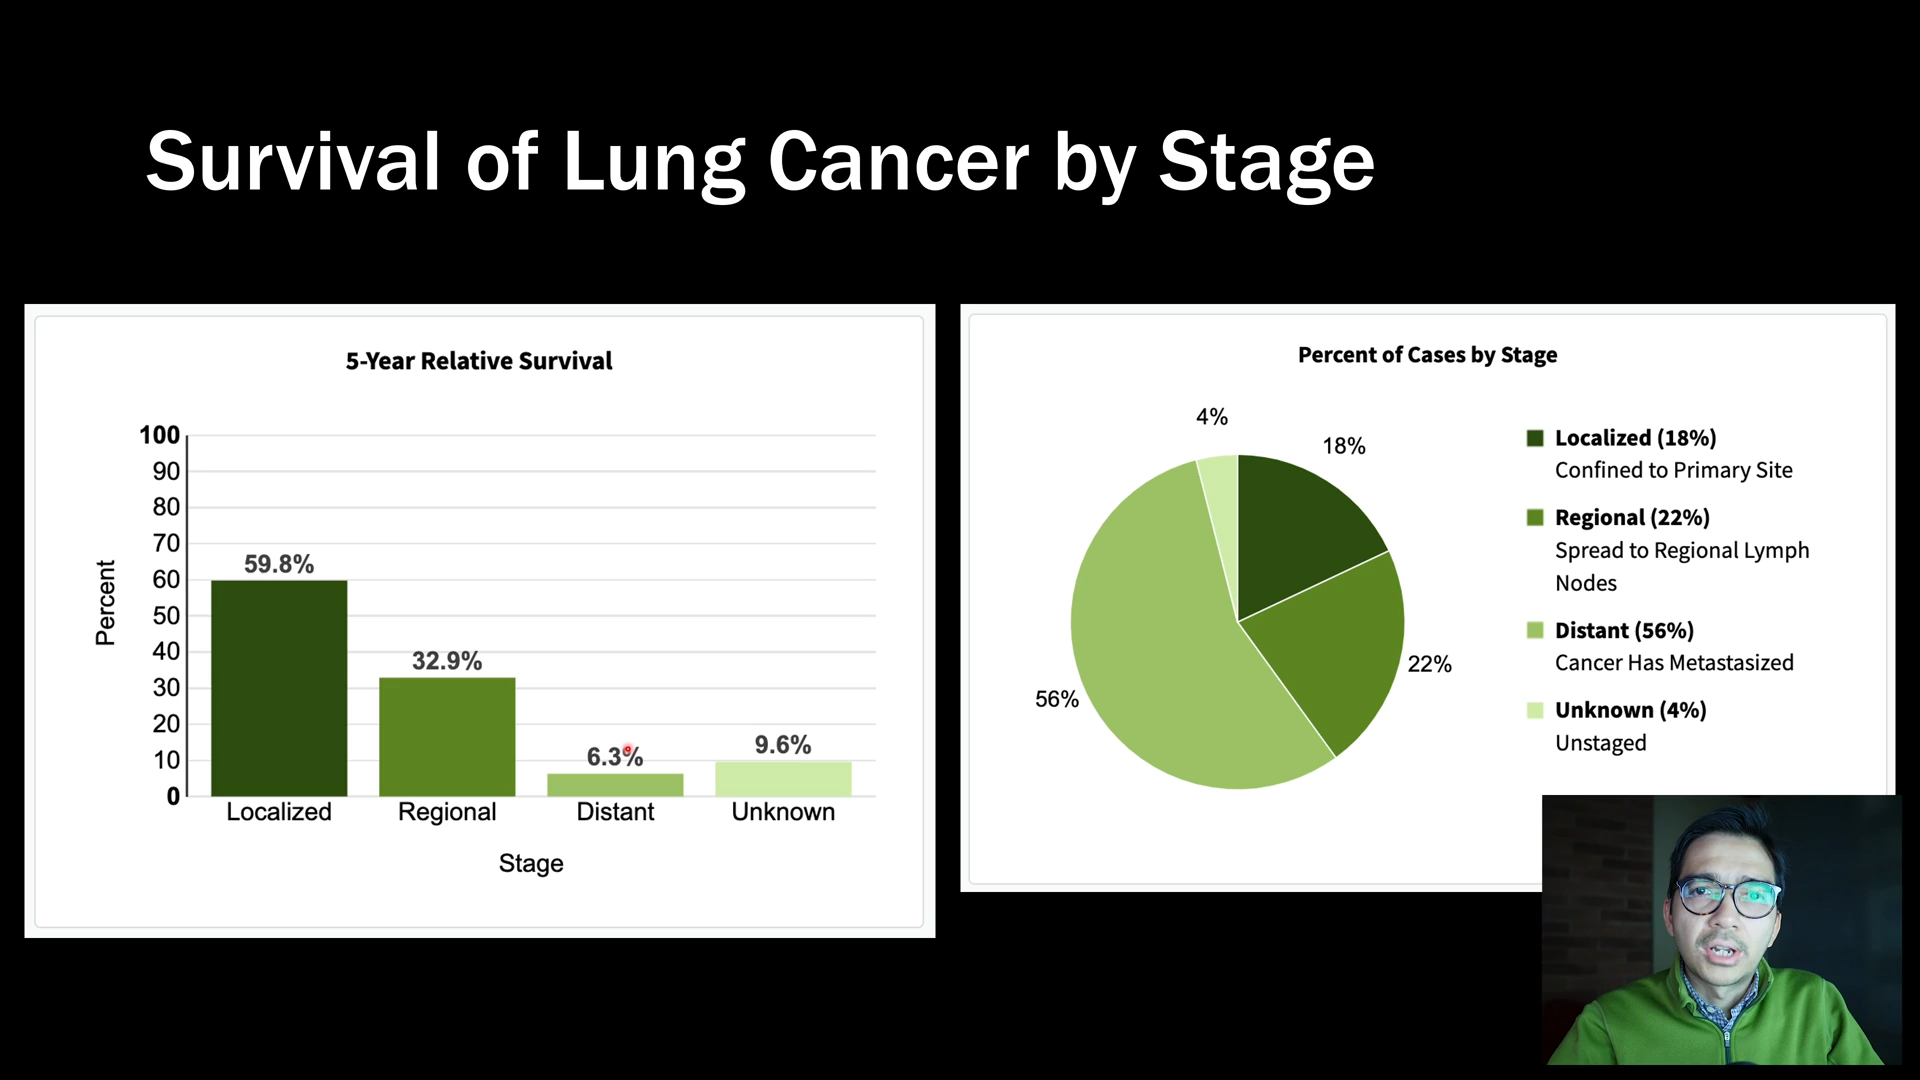 Survival of Lung Cancer by Stage
5-Year Relative Survival
100
90
80
70
60
50
40
30
20
10
0
Percent
59.8%
32.9%
6.3%
9.6%
Localized
Regional
Distant
Unknown
Stage
Percent of Cases by Stage
4%
18%
22%
56%
Localized (18%)
Confined to Primary Site
Regional (22%)
Spread to Regional Lymph
Nodes
Distant (56%)
Cancer Has Metastasized
Unknown (4%)
Unstaged